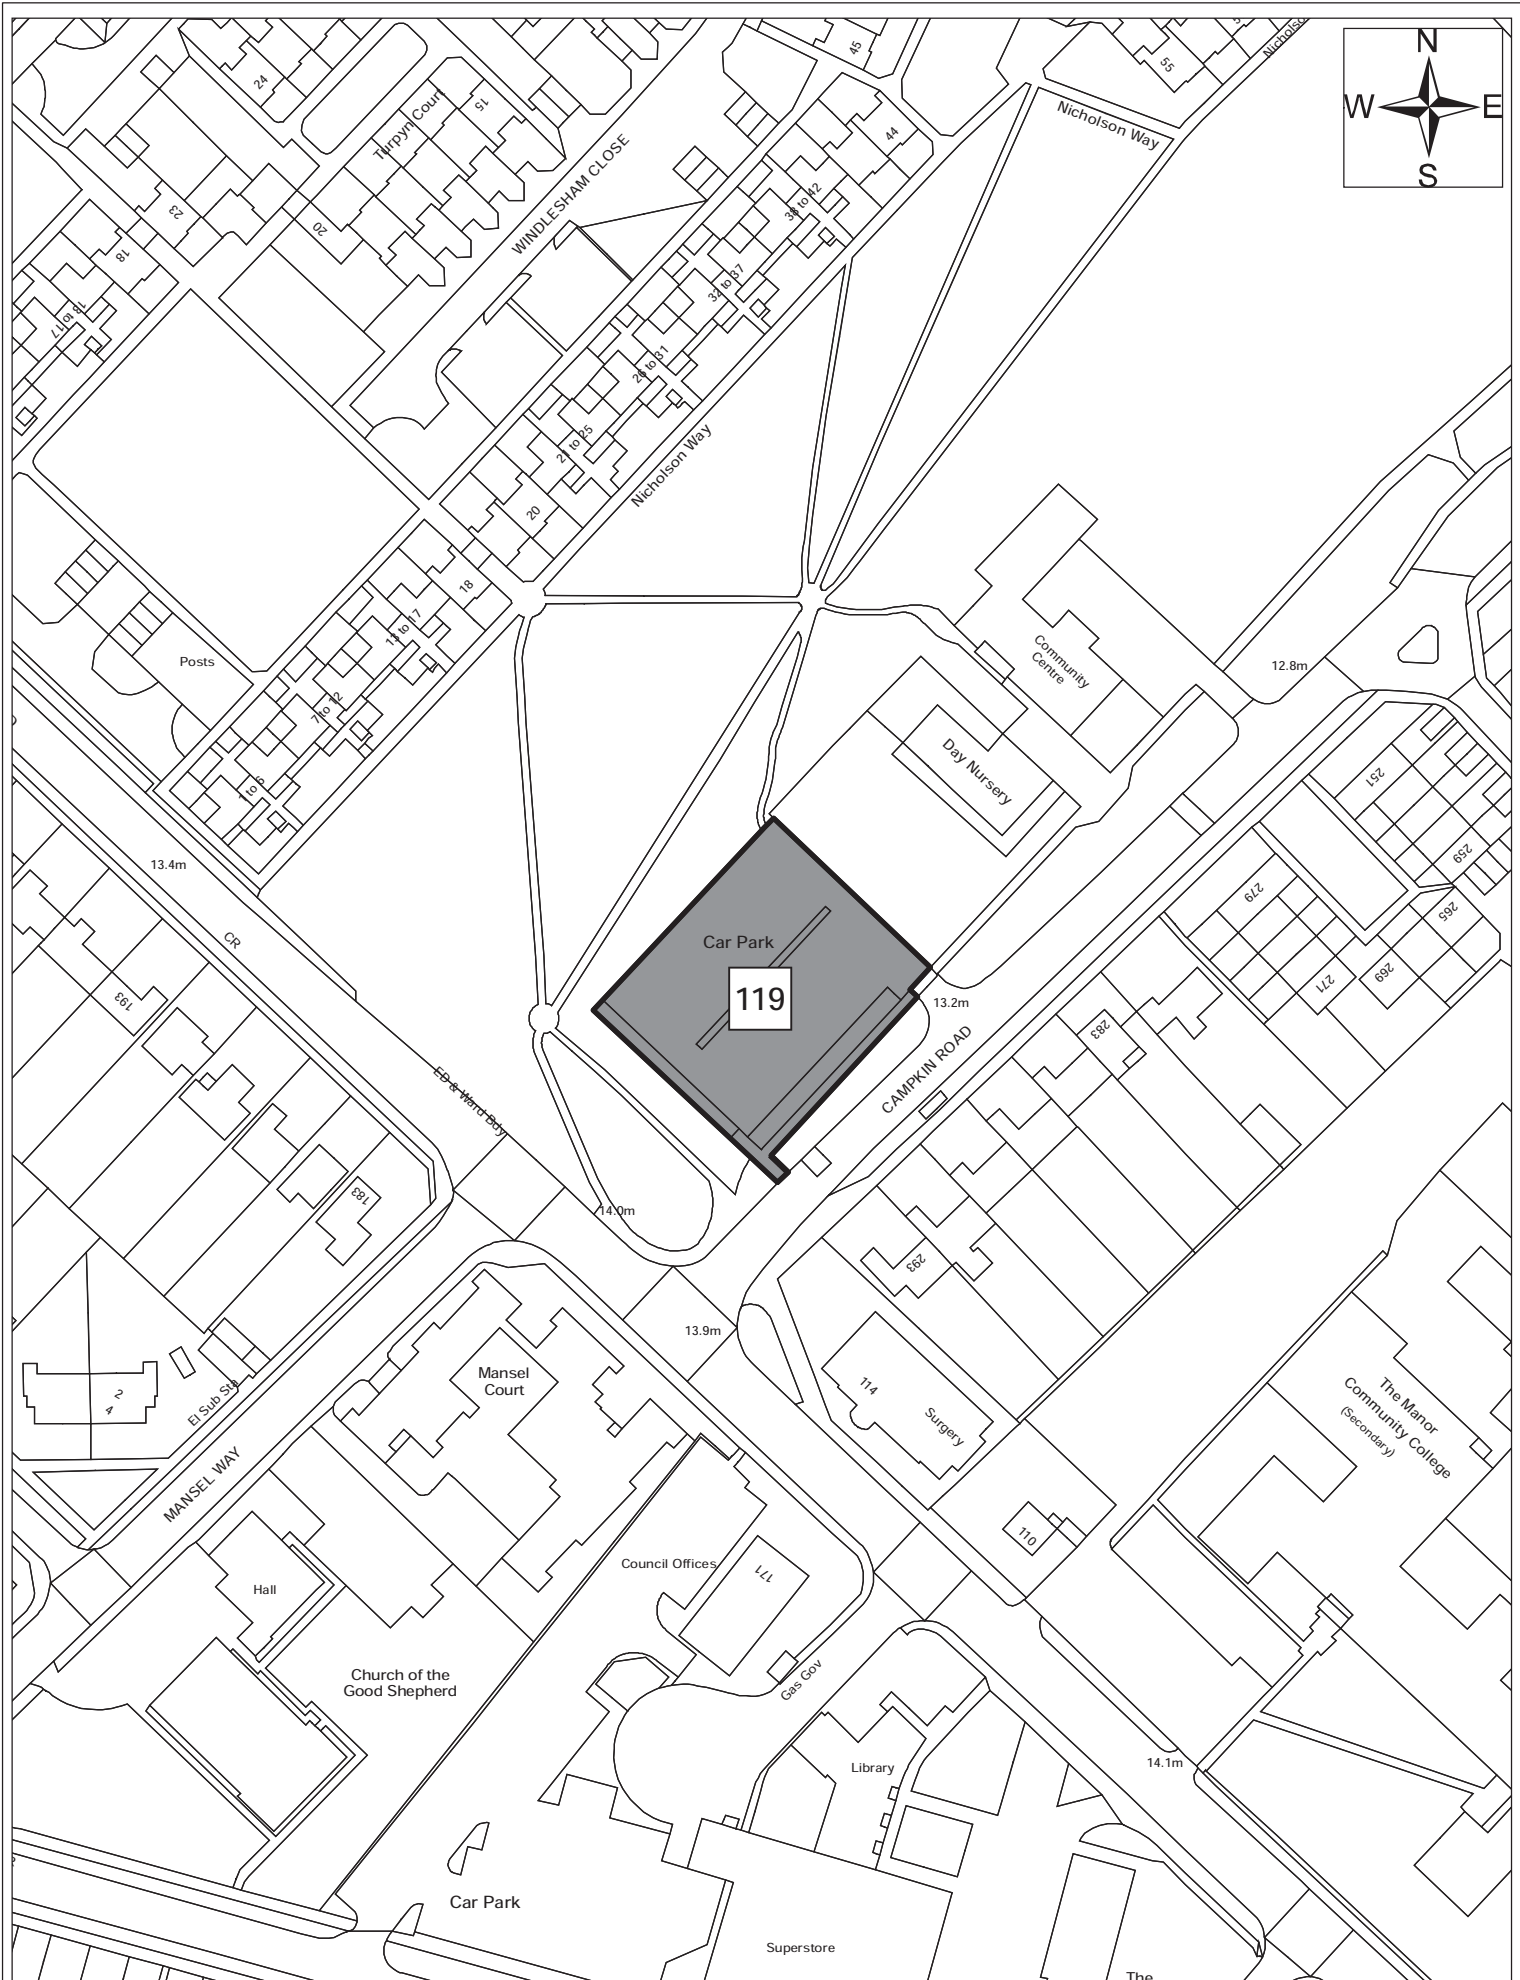 N
W E
S
45
55
Nicholso
24
15
Turpyn Court
Nicholson Way
44
WINDLESHAM CLOSE
38 to 42
23
20
18
32 to 37
13 to 17
26 to 31
21 to 25
Nicholson Way
20
18
13 to 17
Posts
7 to 12
1 to 6
Community
Centre
12.8m
Day Nursery
251
259
13.4m
279
265
CR
Car Park
269
271
193
119
13.2m
283
CAMPKIN ROAD
ED & Ward Bdy
183
14.0m
293
13.9m
Mansel
Court
114
Surgery
2
4
El Sub Sta
The Manor
Community College
(Secondary)
MANSEL WAY
110
Council Offices
171
Hall
Church of the
Good Shepherd
Gas Gov
14.1m
Library
Car Park
Superstore
The